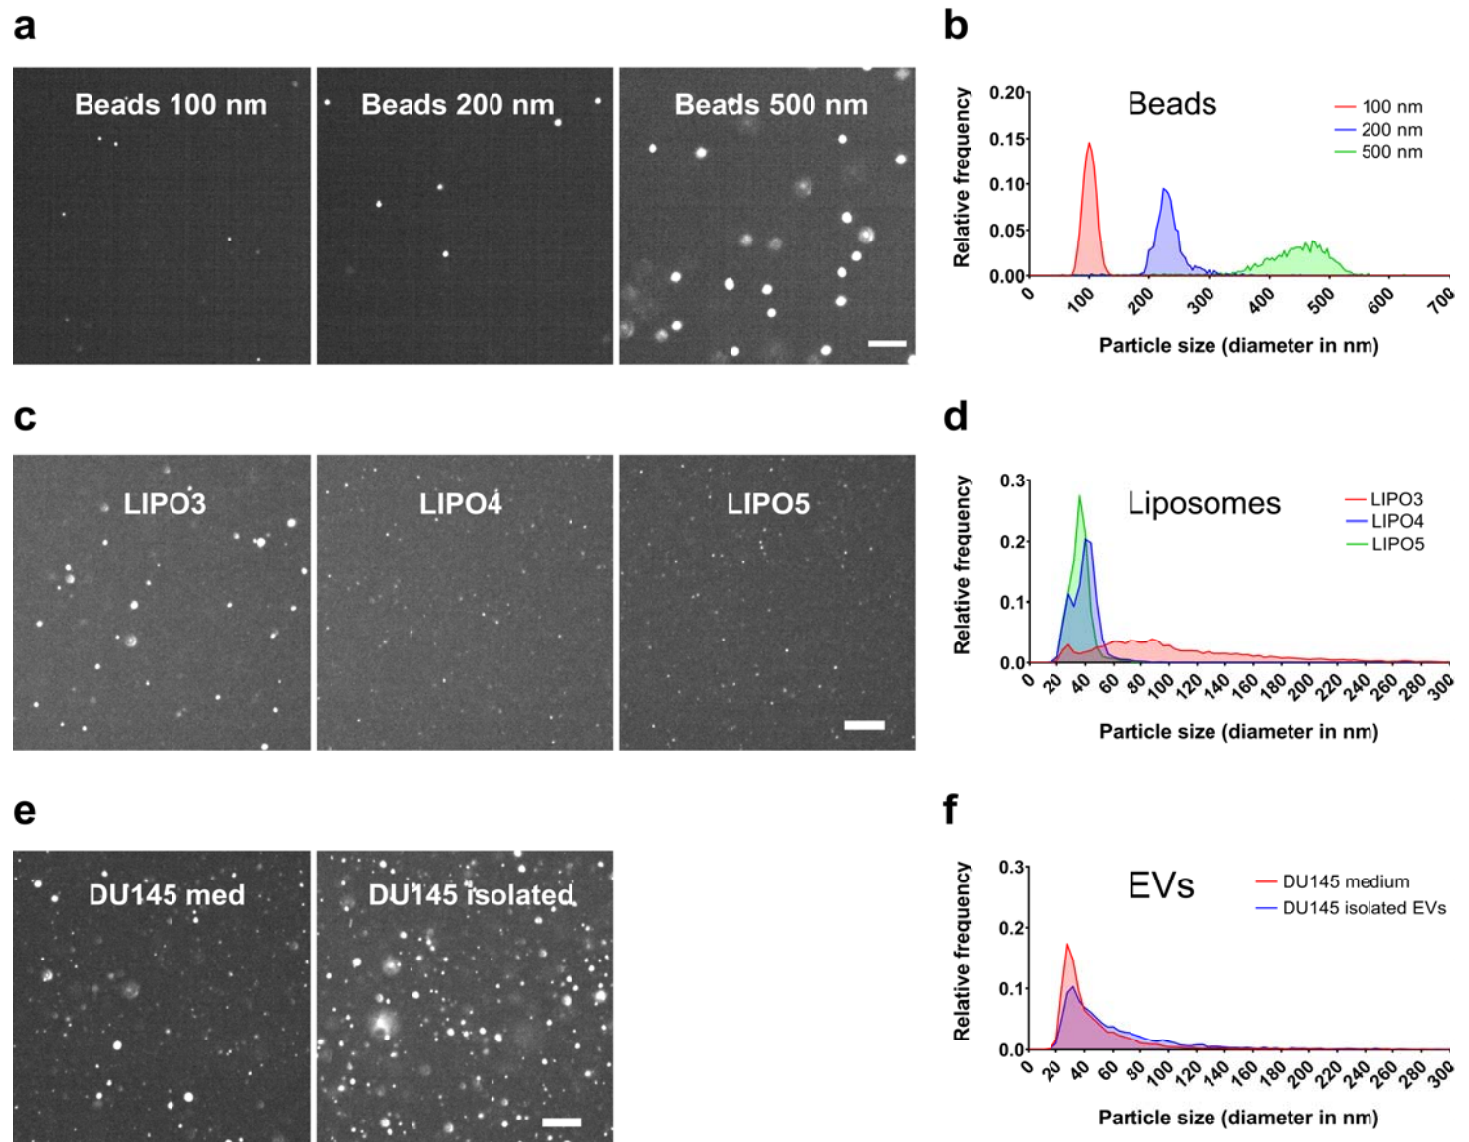 a
Beads 100 nm
Beads 200 nm
Beads 500 nm
b
Beads
100 nm
200 nm
500 nm
Relative frequency
0.20
0.15
0.10
0.05
0.00
0 100 200 300 400 500 600 700
Particle size (diameter in nm)
c
LIPO3
LIPO4
LIPO5
d
Liposomes
LIPO3
LIPO4
LIPO5
Relative frequency
0.3
0.2
0.1
0.0
0 20 40 60 80 100 120 140 160 180 200 220 240 260 280 300
Particle size (diameter in nm)
e
DU145 med
DU145 isolated
f
EVs
DU145 medium
DU145 isolated EVs
Relative frequency
0.3
0.2
0.1
0.0
0 20 40 60 80 100 120 140 160 180 200 220 240 260 280 300
Particle size (diameter in nm)